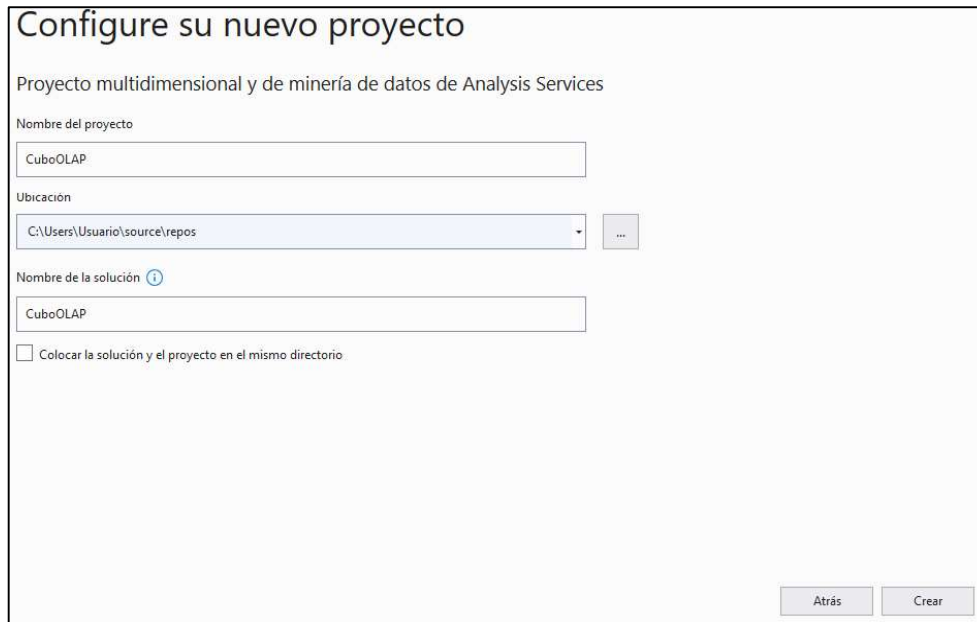 Configure su nuevo proyecto
Proyecto multidimensional y de minería de datos de Analysis Services
Nombre del proyecto
CuboOLAP
Ubicación
C:\Users\Usuario\source\repos
...
Nombre de la solución
CuboOLAP
Colocar la solución y el proyecto en el mismo directorio
Atrás Crear